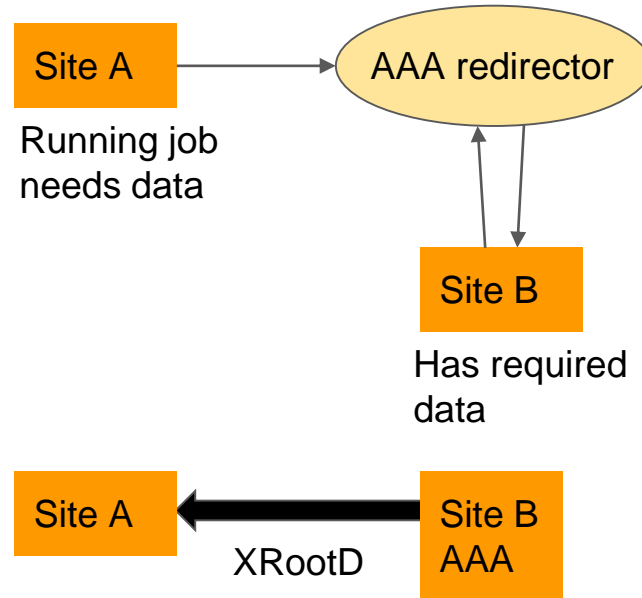 Site A
AAA redirector
Running job
needs data
Site B
Has required
data
Site A
XRootD
Site B
AAA